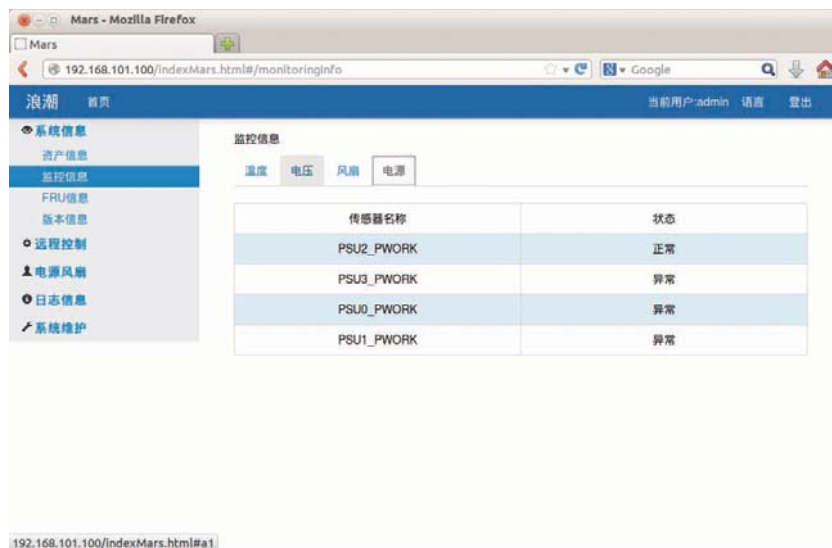 Mars - Mozilla Firefox
Mars
192.168.101.100/indexMars.html#/monitoringInfo
Google
浪潮 首页 当前用户:admin 语言 登出
系统信息
资产信息
监控信息
FRU信息
版本信息
远程控制
电源风扇
日志信息
系统维护
监控信息
温度 电压 风扇 电源
传感器名称 状态
PSU2_PWORK 正常
PSU3_PWORK 异常
PSU0_PWORK 异常
PSU1_PWORK 异常
192.168.101.100/indexMars.html#a1